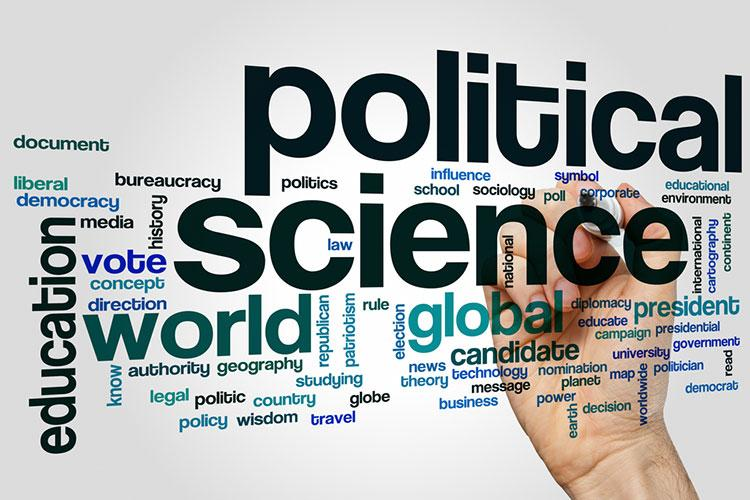 political
science
document
liberal
democracy
bureaucracy
media
history
education
vote
concept
direction
politics
influence
school
sociology
symbol
poll
corporate
educational
environment
law
national
international
cartography
continent
world
republican
patriotism
rule
election
global
diplomacy
president
educate
campaign
presidential
government
candidate
know
authority
geography
studying
news
theory
technology
nomination
university
politician
read
message
planet
map
worldwide
democrat
legal
politic
country
globe
business
power
earth
decision
policy
wisdom
travel